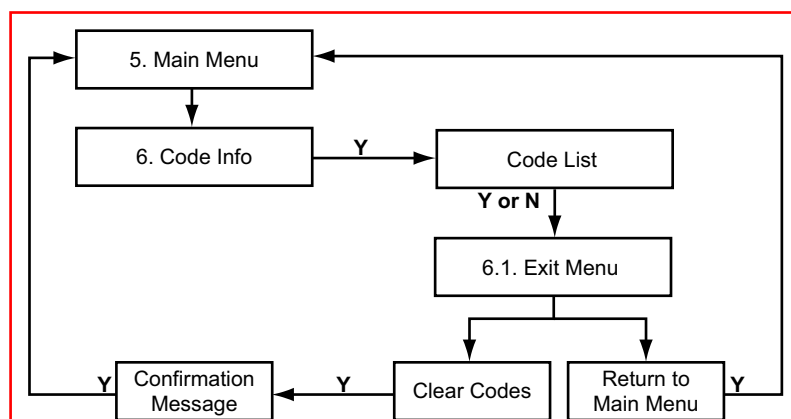 5. Main Menu
6. Code Info
Y
Code List
Y or N
6.1. Exit Menu
Y
Confirmation
Message
Y
Clear Codes
Return to
Main Menu
Y